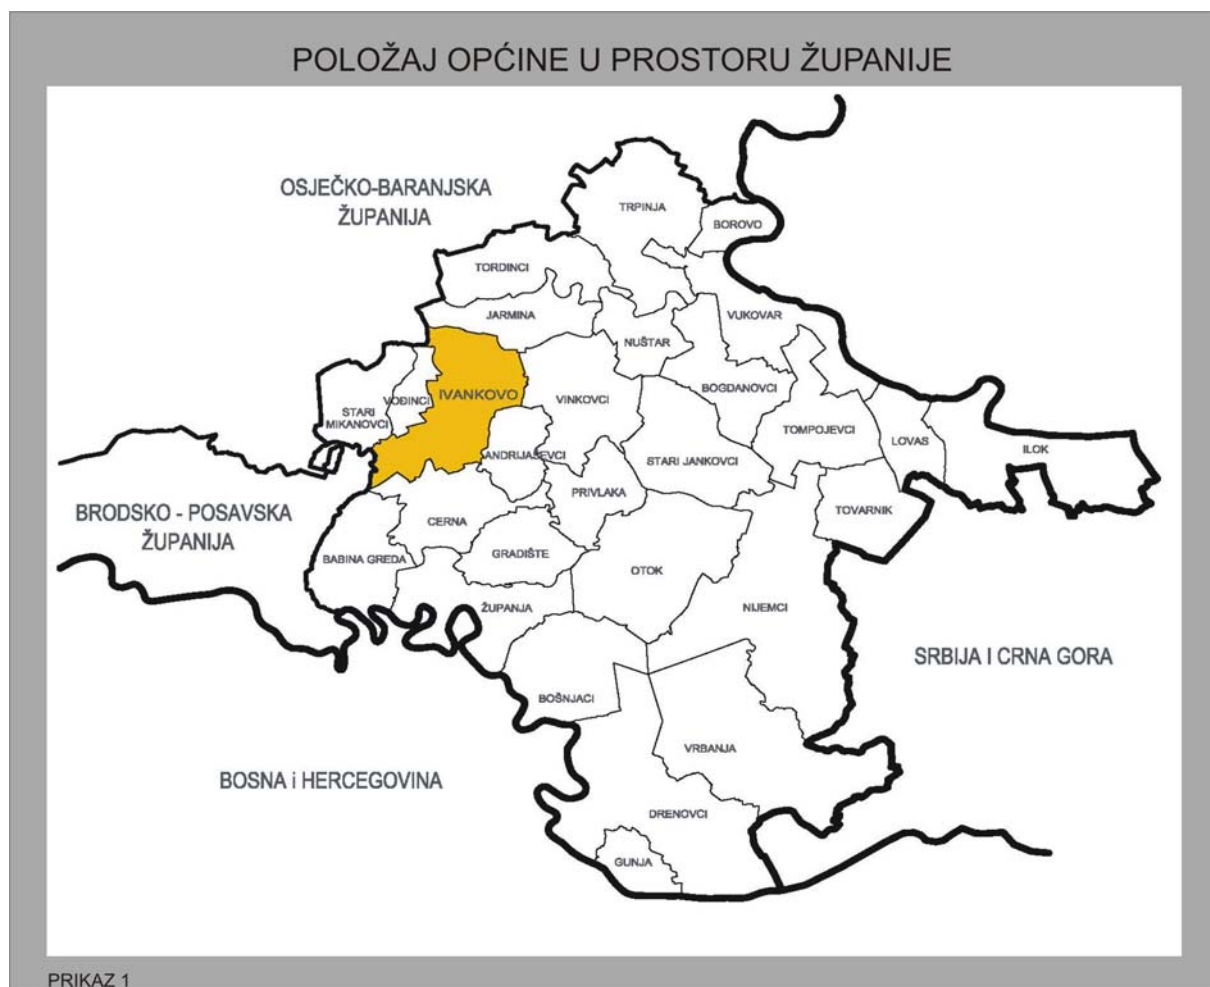 POLOŽAJ OPĆINE U PROSTORU ŽUPANIJE
OSJEČKO-BARANJSKA
ŽUPANIJA
TRPINJA
BOROVO
TORDINCI
JARMINA
VUKOVAR
NUŠTAR
IVANKOVO
VOĐINCI
STARI
MIKANOVCI
VINKOVCI
BOGDANOVCI
TOMPOJEVCI
LOVAS
ILOK
ANDRIJAŠEVCI
STARI JANKOVCI
PRIVLAKA
TOVARNIK
BRODSKO - POSAVSKA
ŽUPANIJA
CERNA
BABINA GREDA
GRADIŠTE
OTOK
ŽUPANJA
NIJEMCI
SRBIJA I CRNA GORA
BOŠNJACI
VRBANJA
BOSNA i HERCEGOVINA
DRENOVCI
GUNJA
PRIKAZ 1